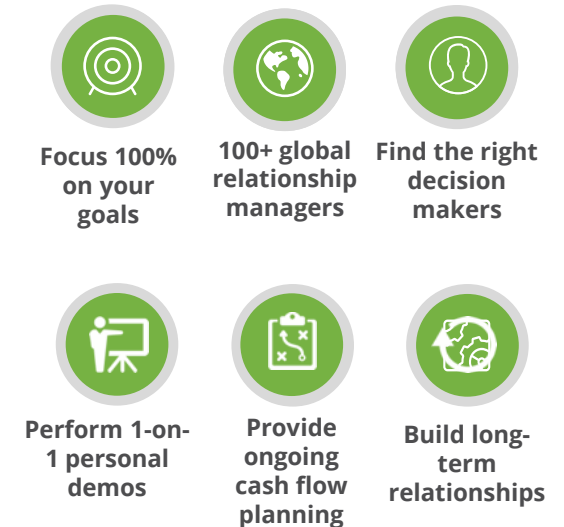 Focus 100%
on your
goals
100+ global
relationship
managers
Find the right
decision
makers
Perform 1-on-
1 personal
demos
Provide
ongoing
cash flow
planning
Build long-
term
relationships